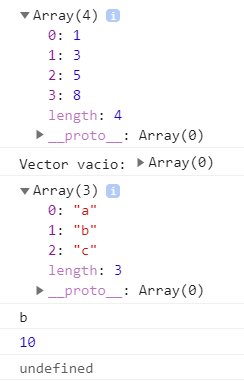 ▼Array(4) i
0: 1
1: 3
2: 5
3: 8
length: 4
▶__proto__: Array(0)
Vector vacio: ▶Array(0)
▼Array(3) i
0: "a"
1: "b"
2: "c"
length: 3
▶__proto__: Array(0)
b
10
undefined